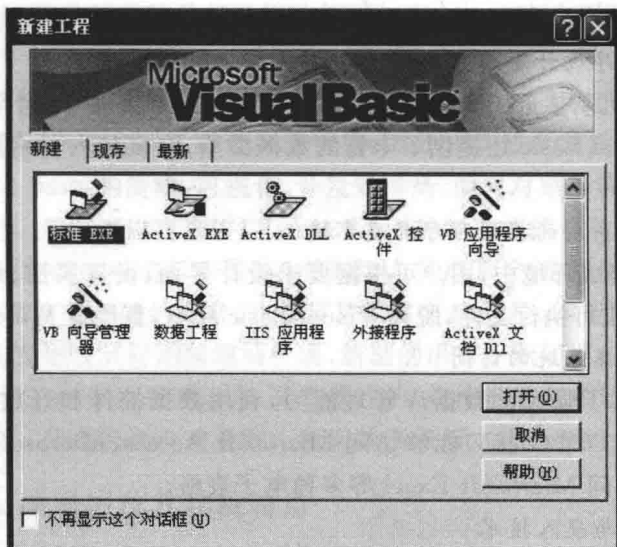 新建工程
Microsoft
Visual Basic
新建 现存 最新
标准 EXE ActiveX EXE ActiveX DLL ActiveX 控件 VB 应用程序向导
VB 向导管理器 数据工程 IIS 应用程序 外接程序 ActiveX 文档 Dll
打开(O)
取消
帮助(H)
不再显示这个对话框(U)